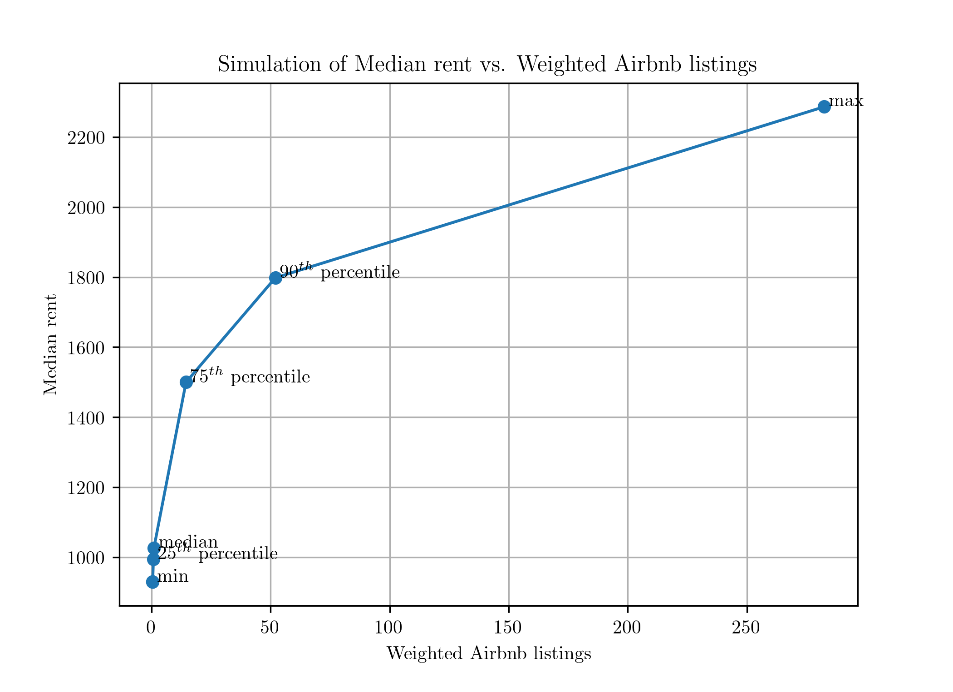 Simulation of Median rent vs. Weighted Airbnb listings
max
2200
2000
90th percentile
1800
Median rent
1600
75th percentile
1400
1200
median
25th percentile
1000
min
0 50 100 150 200 250
Weighted Airbnb listings